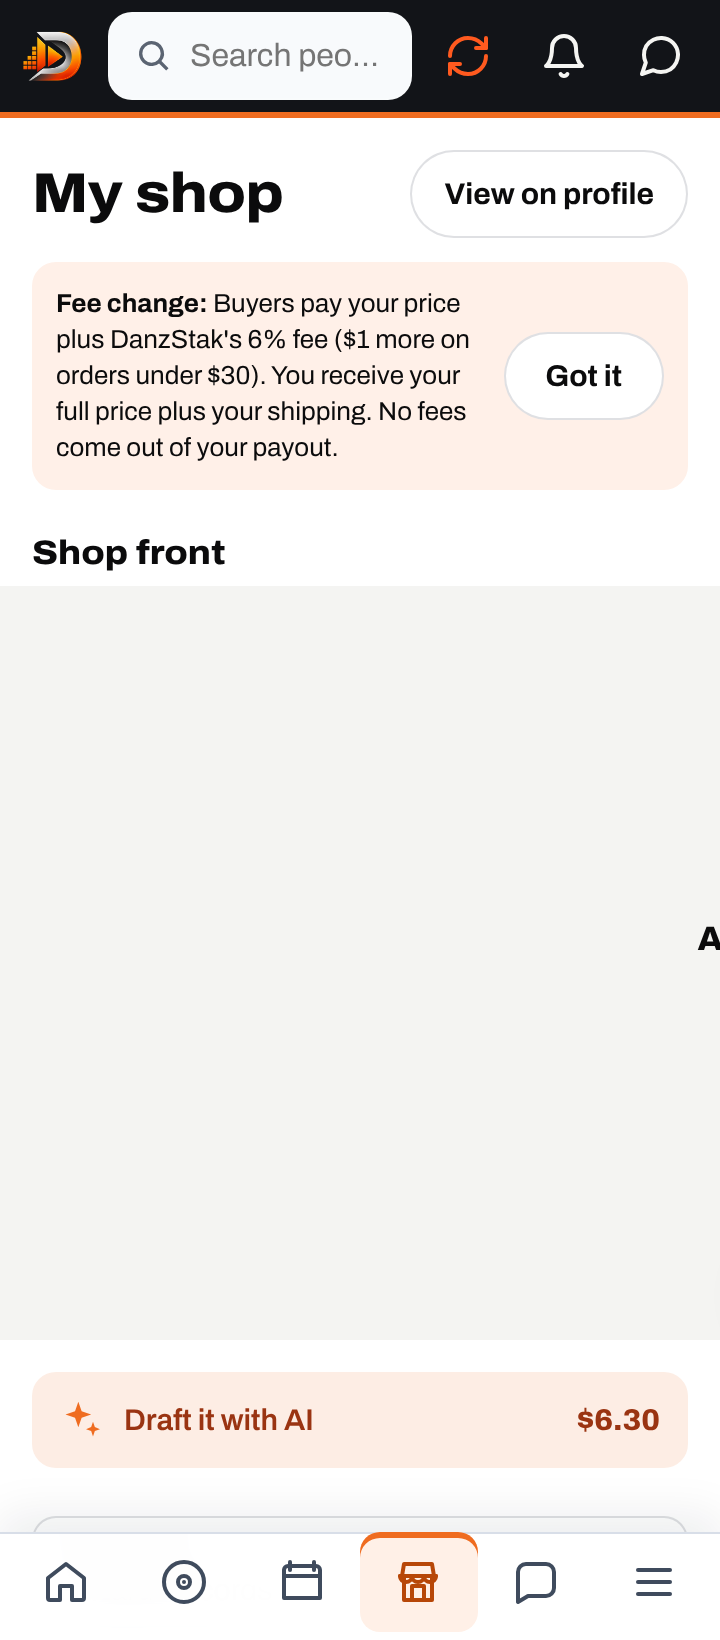 Search peo...
My shop
View on profile
Fee change: Buyers pay your price
plus DanzStak's 6% fee ($1 more on
orders under $30). You receive your
full price plus your shipping. No fees
come out of your payout.
Got it
Shop front
A
Draft it with AI
$6.30